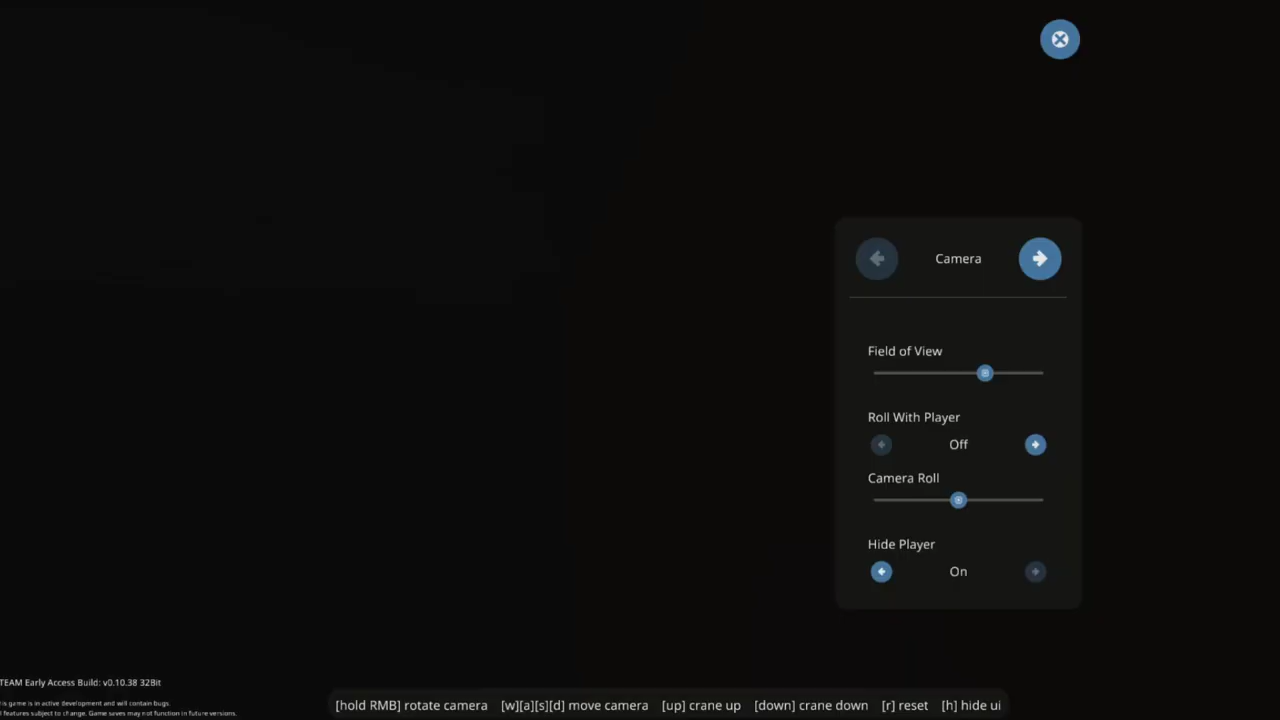 Camera
Field of View
Roll With Player
Off
Camera Roll
Hide Player
On
TEAM Early Access Build: v0.10.38 32Bit
is game is in active development and will contain bugs.
l features subject to change. Game saves may not function in future versions.
[hold RMB] rotate camera [w][a][s][d] move camera [up] crane up [down] crane down [r] reset [h] hide ui